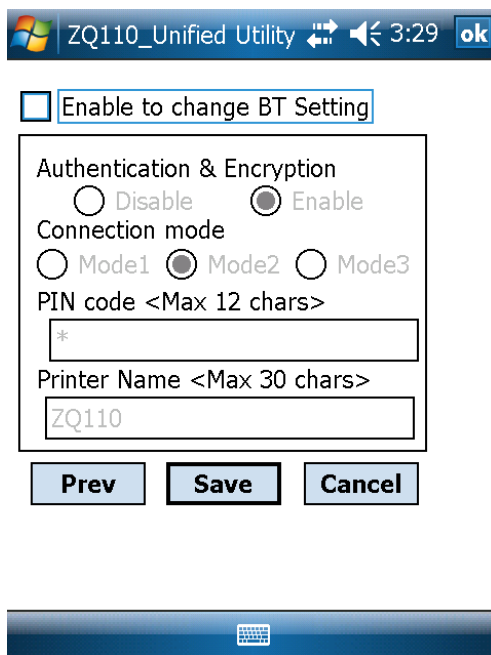 ZQ110_Unified Utility 3:29 ok
Enable to change BT Setting
Authentication & Encryption
Disable Enable
Connection mode
Mode1 Mode2 Mode3
PIN code <Max 12 chars>
*
Printer Name <Max 30 chars>
ZQ110
Prev Save Cancel